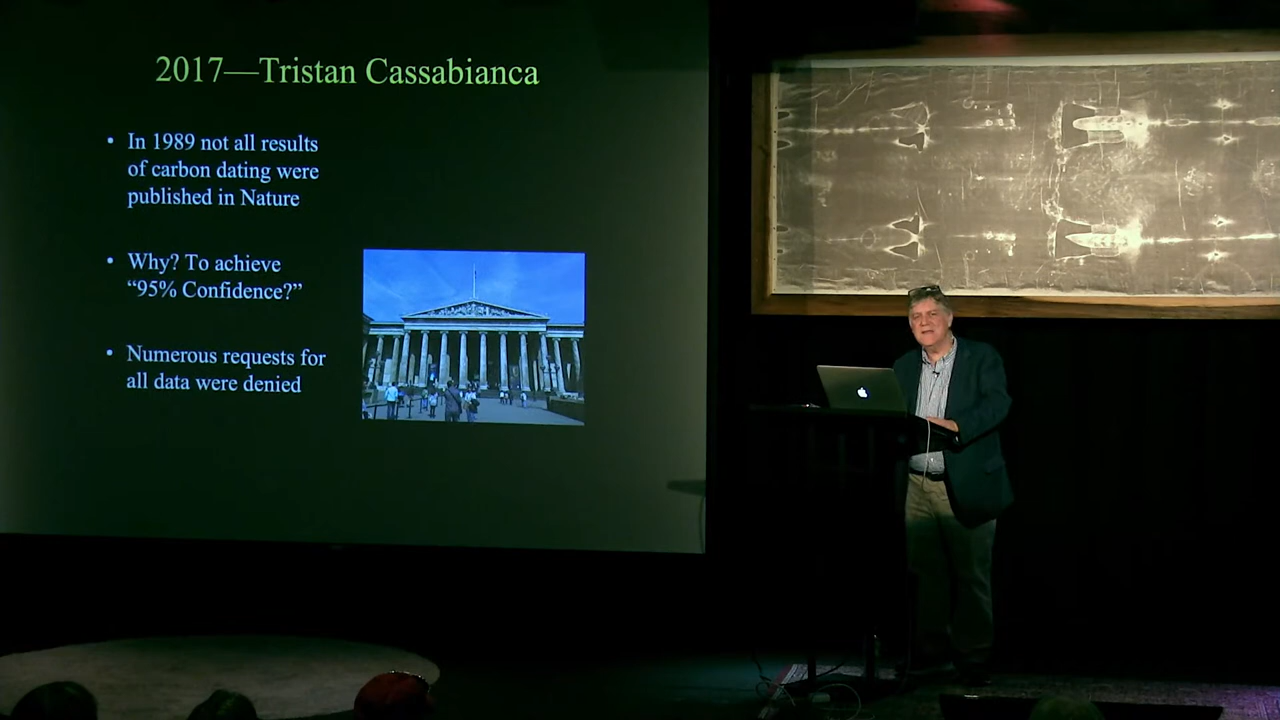 2017—Tristan Cassabianca
• In 1989 not all results
of carbon dating were
published in Nature
• Why? To achieve
“95% Confidence?”
• Numerous requests for
all data were denied